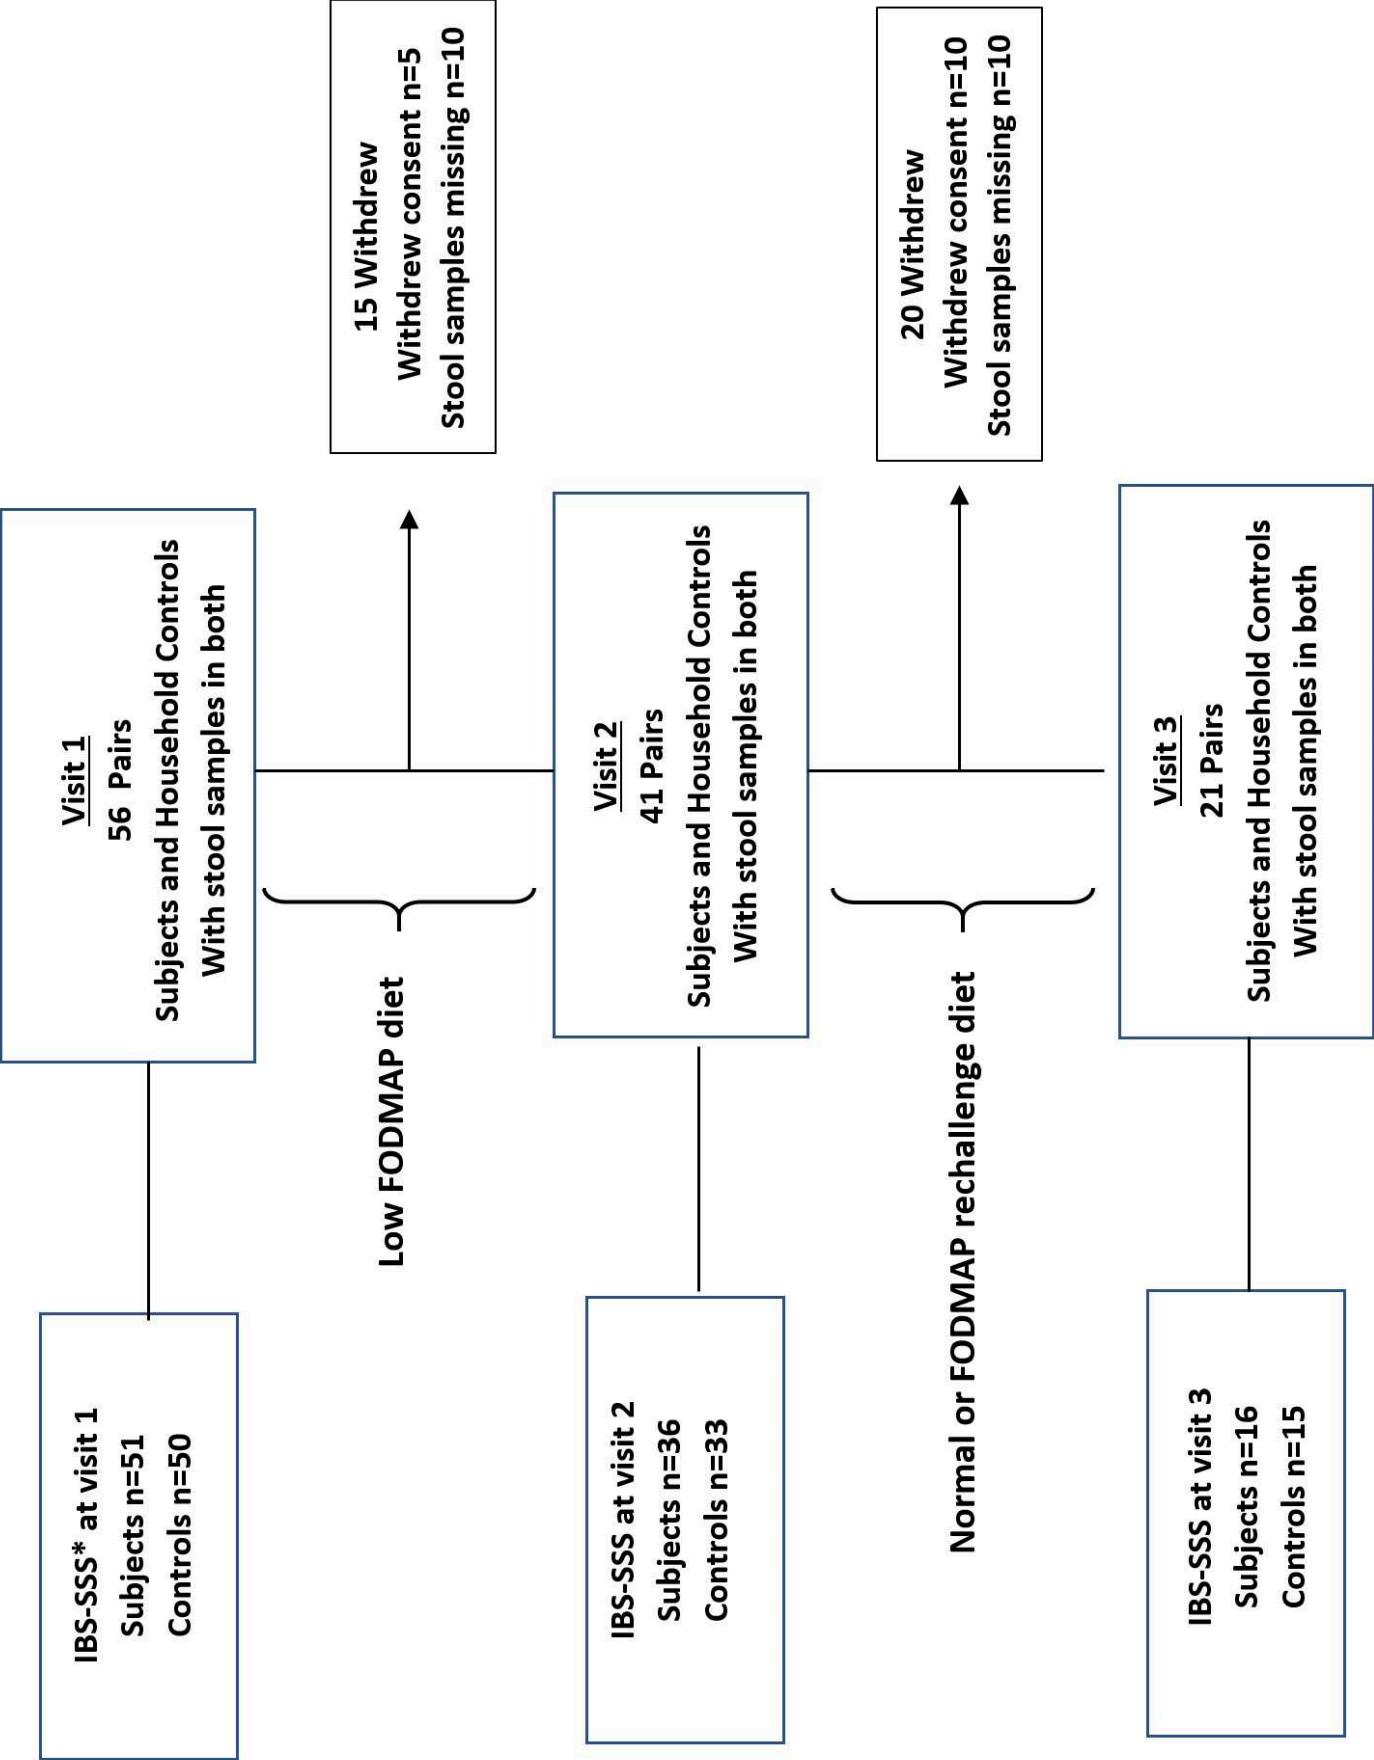 Visit 1
56 Pairs
Subjects and Household Controls
With stool samples in both
IBS-SSS* at visit 1
Subjects n=51
Controls n=50
Low FODMAP diet
15 Withdrew
Withdrew consent n=5
Stool samples missing n=10
Visit 2
41 Pairs
Subjects and Household Controls
With stool samples in both
IBS-SSS at visit 2
Subjects n=36
Controls n=33
Normal or FODMAP rechallenge diet
20 Withdrew
Withdrew consent n=10
Stool samples missing n=10
Visit 3
21 Pairs
Subjects and Household Controls
With stool samples in both
IBS-SSS at visit 3
Subjects n=16
Controls n=15